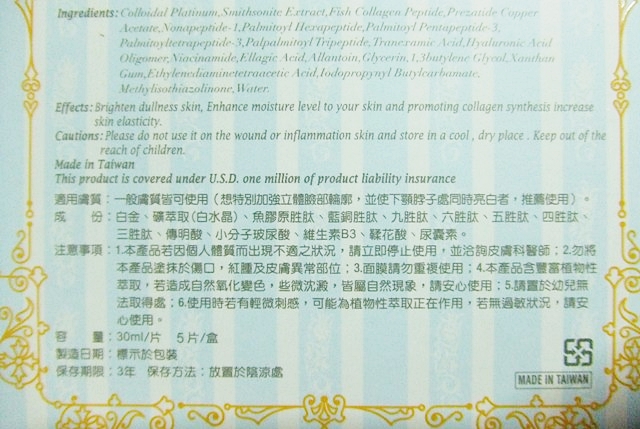 Ingredients: Colloidal Platinum,Smithsonite Extract,Fish Collagen Peptide,Prezatide Copper
Acetate,Nonapeptide-1,Palmitoyl Hexapeptide,Palmitoyl Pentapeptide-3,
Palmitoyltetrapeptide-3,Palpalmitoyl Tripeptide,Tranexamic Acid,Hyaluronic Acid
Oligomer,Niacinamide,Ellagic Acid,Allantoin,Glycerin,1,3butylene Glycol,Xanthan
Gum,Ethylenediaminetetraacetic Acid,Iodopropynyl Butylcarbamate,
Methylisothiazolinone,Water.
Effects: Brighten dullness skin, Enhance moisture level to your skin and promoting collagen synthesis increase
skin elasticity.
Cautions: Please do not use it on the wound or inflammation skin and store in a cool , dry place . Keep out of the
reach of children.
Made in Taiwan
This product is covered under U.S.D. one million of product liability insurance
適用膚質：一般膚質皆可使用（想特別加強立體臉部輪廓，並使下顎脖子處同時亮白者，推薦使用）。
成 份：白金、礦萃取(白水晶)、魚膠原胜肽、藍銅胜肽、九胜肽、六胜肽、五胜肽、四胜肽、
三胜肽、傳明酸、小分子玻尿酸、維生素B3、鞣花酸、尿囊素。
注意事項：1.本產品若因個人體質而出現不適之狀況，請立即停止使用，並洽詢皮膚科醫師；2.勿將
本產品塗抹於傷口，紅腫及皮膚異常部位；3.面膜請勿重複使用；4.本產品含豐富植物性
萃取，若造成自然氧化變色，些微沈澱，皆屬自然現象，請安心使用；5.請置於幼兒無
法取得處；6.使用時若有輕微刺感，可能為植物性萃取正在作用，若無過敏狀況，請安
心使用。
容 量：30ml/片 5片/盒
製造日期：標示於包裝
保存期限：3年 保存方法：放置於陰涼處
MADE IN TAIWAN